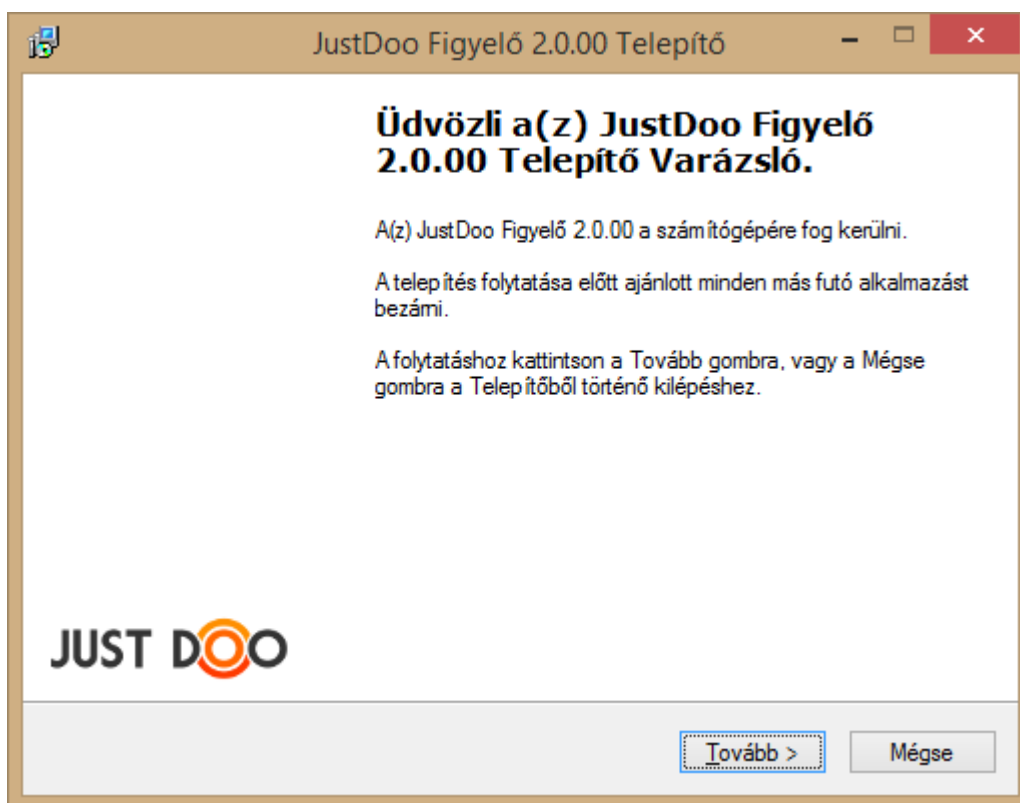 JustDoo Figyelő 2.0.00 Telepítő
Üdvözli a(z) JustDoo Figyelő
2.0.00 Telepítő Varázsló.
A(z) JustDoo Figyelő 2.0.00 a számítógépére fog kerülni.
A telepítés folytatása előtt ajánlott minden más futó alkalmazást
bezárni.
A folytatáshoz kattintson a Tovább gombra, vagy a Mégse
gombra a Telepítőből történő kilépéshez.
JUST DOO
Tovább >
Mégse